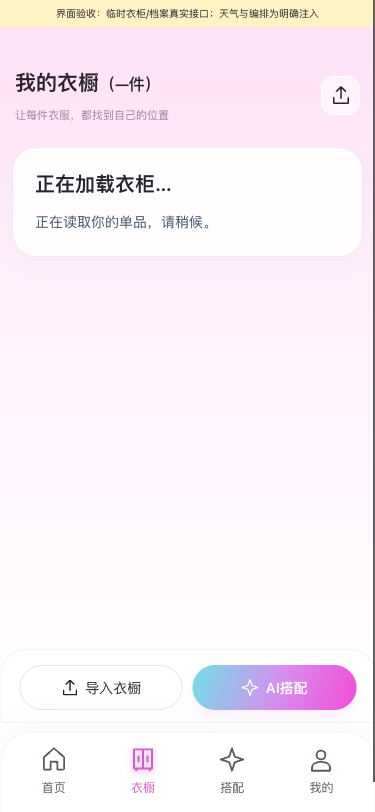 界面验收：临时衣柜/档案真实接口；天气与编排为明确注入
我的衣橱（—件）
让每件衣服，都找到自己的位置
正在加载衣柜...
正在读取你的单品，请稍候。
导入衣橱
AI搭配
首页
衣橱
搭配
我的